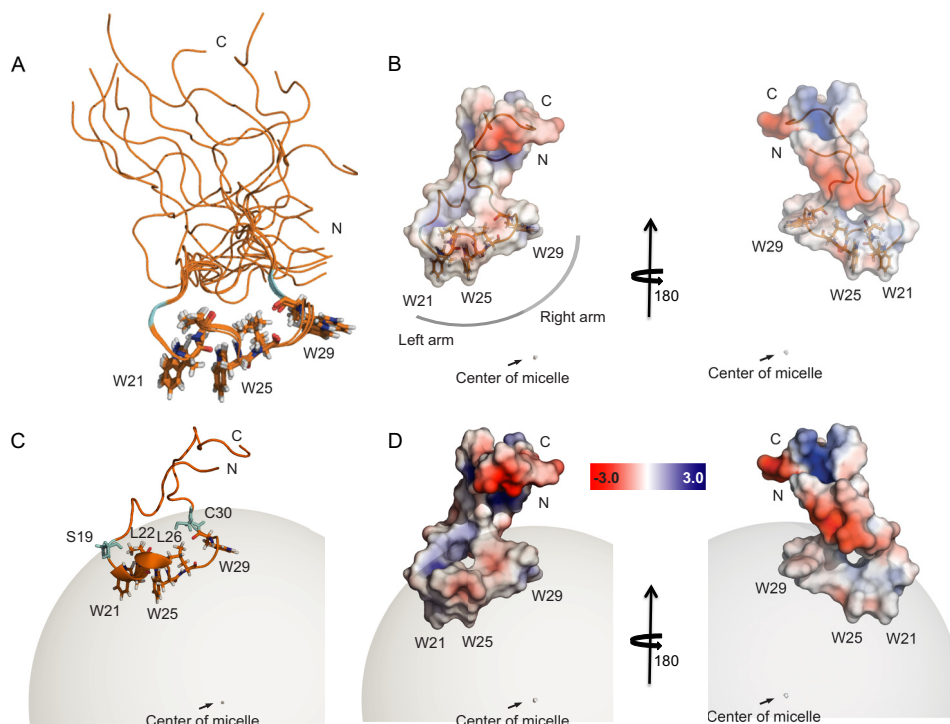 A
C
N
W21
W25
W29
B
C
N
W29
W21
W25
Right arm
Left arm
Center of micelle
180
N
W29
W25
W21
Center of micelle
C
C
N
S19
L22
L26
C30
W29
W21
W25
Center of micelle
D
C
N
W29
W21
W25
Center of micelle
-3.0
3.0
180
C
N
W29
W25
W21
Center of micelle